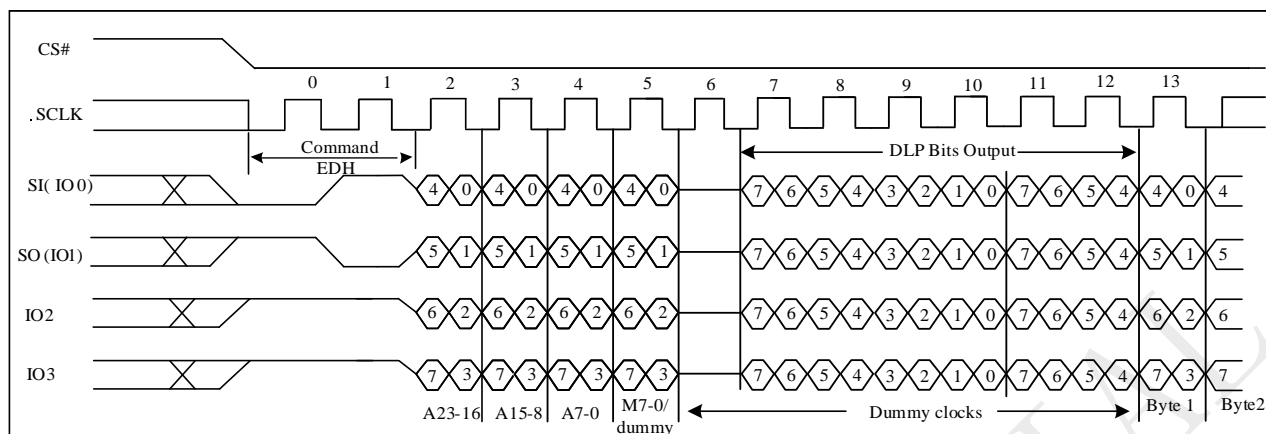 CS#
0 1 2 3 4 5 6 7 8 9 10 11 12 13
.SCLK
Command
EDH
DLP Bits Output
SI( IO0) 4 0 4 0 4 0 4 0 7 6 5 4 3 2 1 0 7 6 5 4 4 0 4
SO(IO1) 5 1 5 1 5 1 5 1 7 6 5 4 3 2 1 0 7 6 5 4 5 1 5
IO2 6 2 6 2 6 2 6 2 7 6 5 4 3 2 1 0 7 6 5 4 6 2 6
IO3 7 3 7 3 7 3 7 3 7 6 5 4 3 2 1 0 7 6 5 4 7 3 7
A23-16 A15-8 A7-0 M7-0/
dummy
Dummy clocks
Byte 1 Byte2